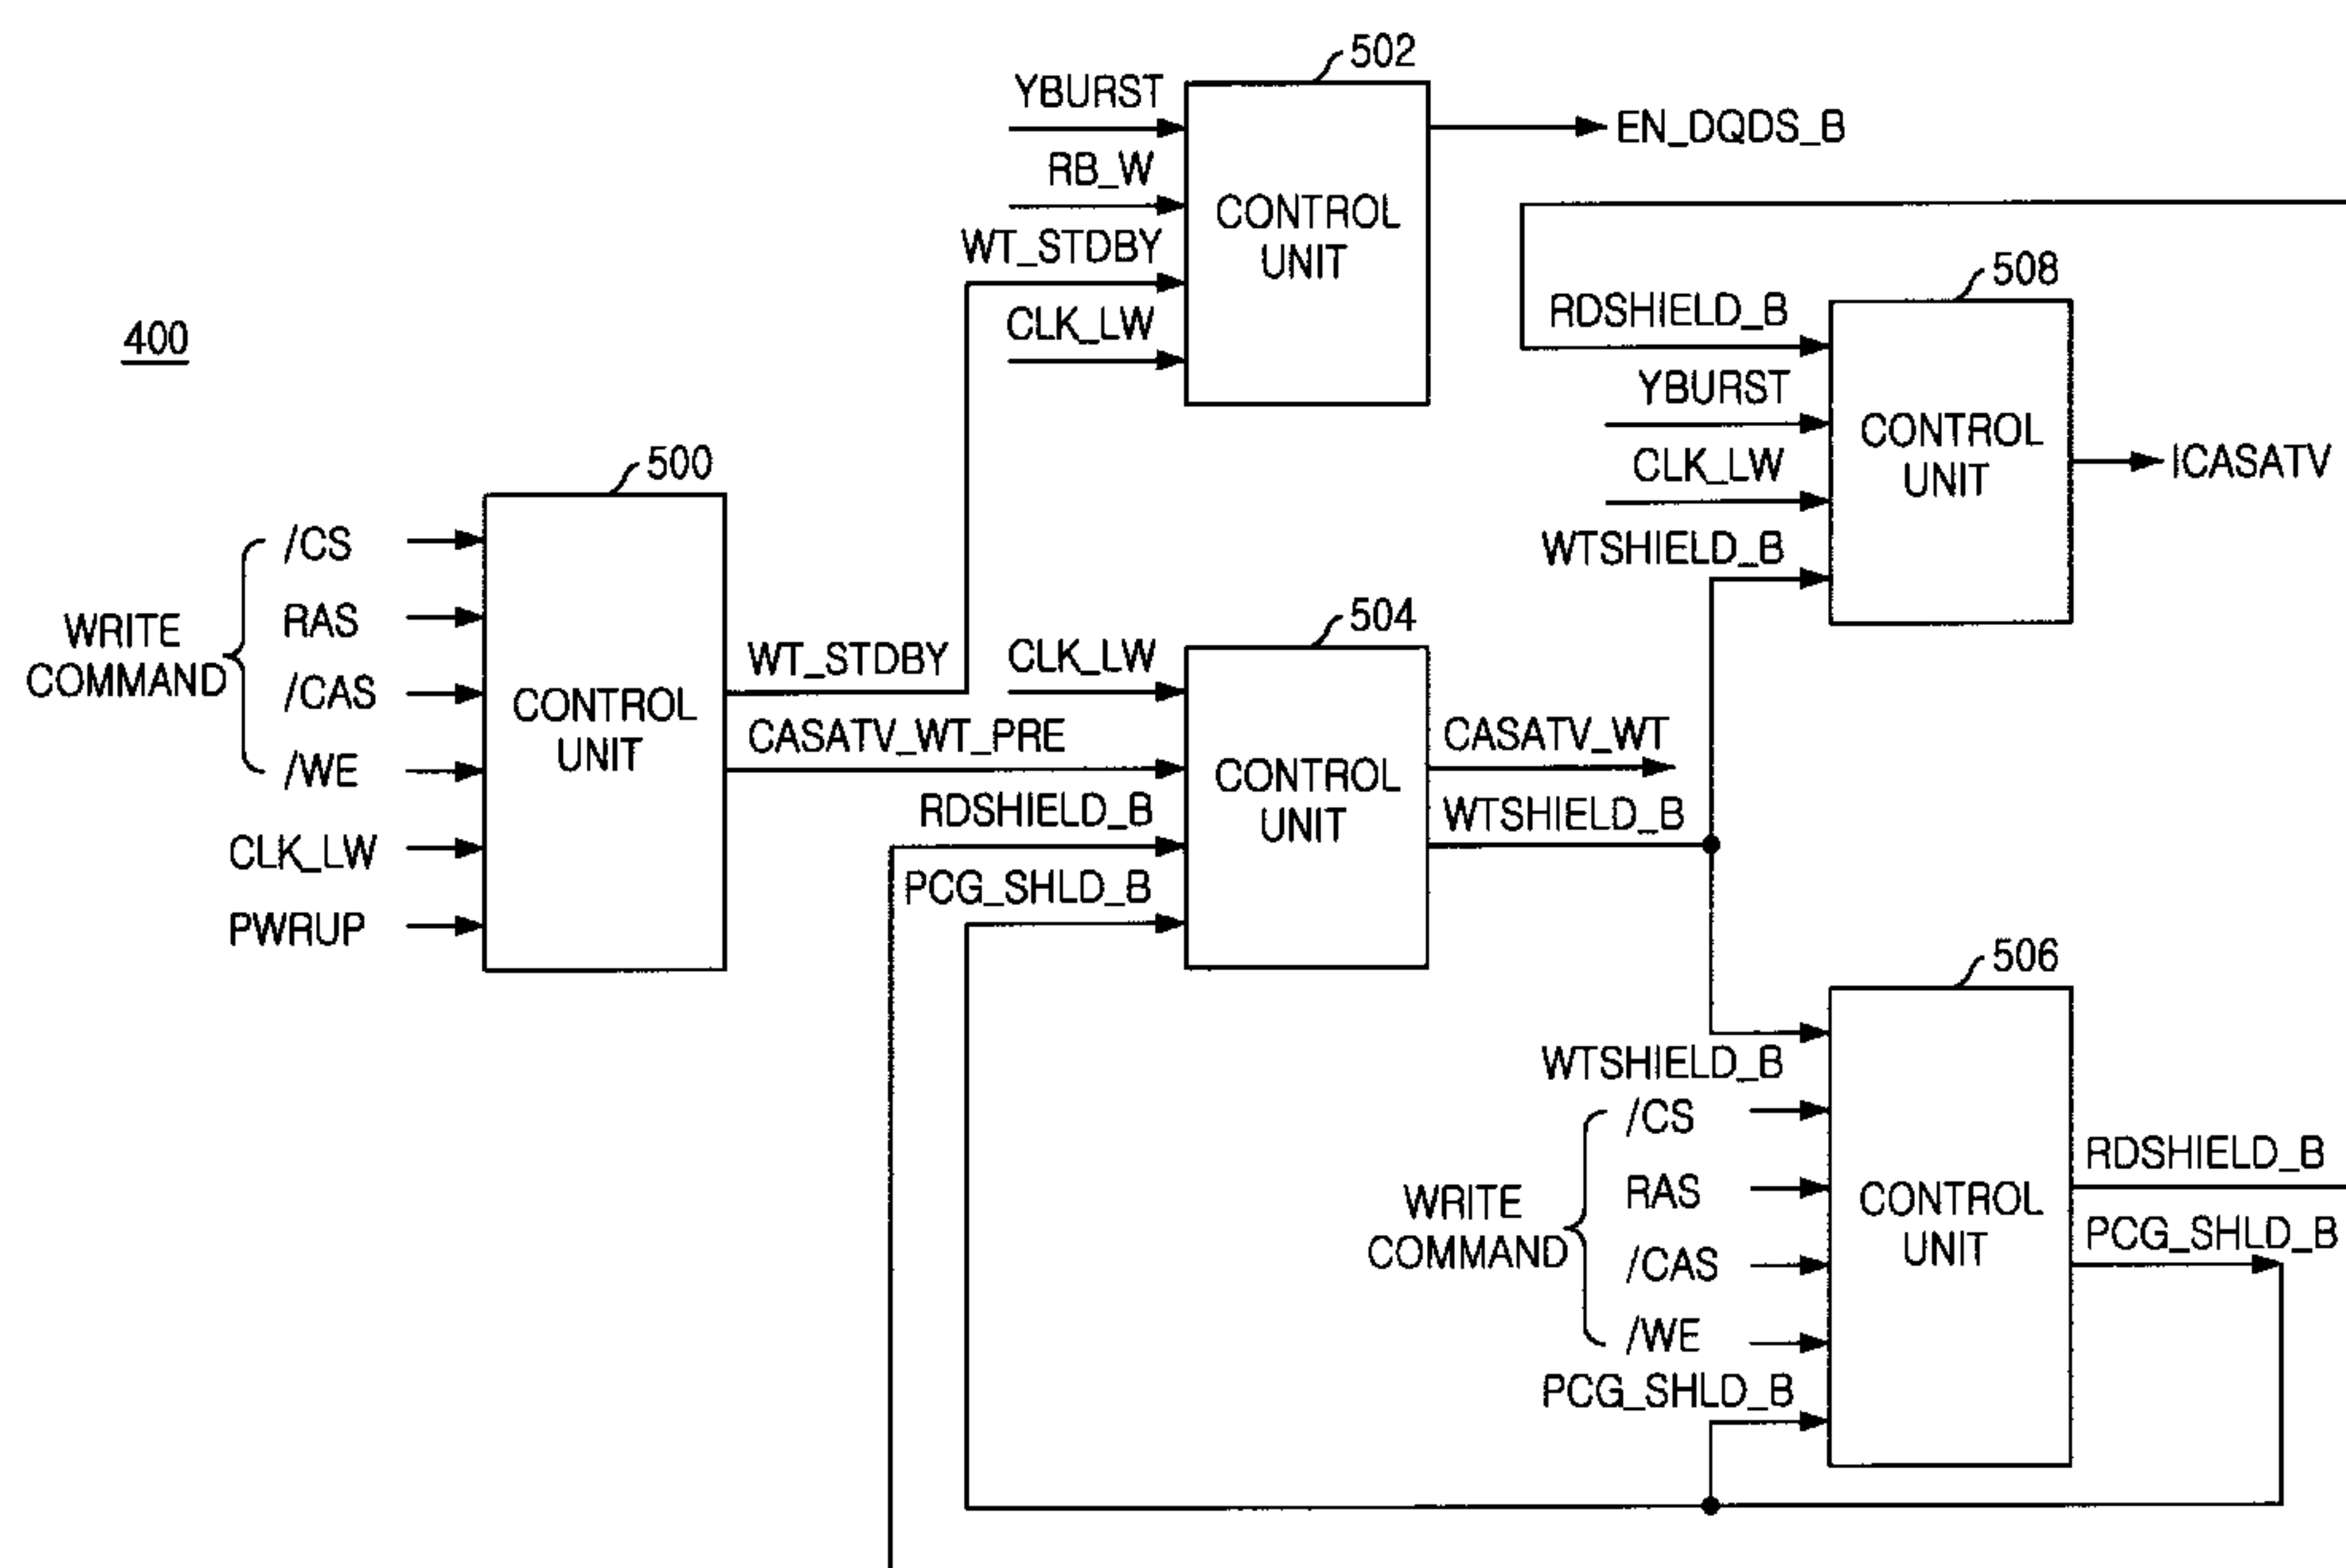 502
YBURST
EN_DQDS_B
RB_W
CONTROL
UNIT
WT_STDBY
CLK_LW
508
RDSHIELD_B
YBURST
CONTROL
UNIT
CLK_LW
ICASATV
WTSHIELD_B
400
500
/CS
RAS
WRITE
COMMAND
/CAS
/WE
CLK_LW
PWRUP
CONTROL
UNIT
WT_STDBY
CASATV_WT_PRE
504
CLK_LW
CONTROL
UNIT
RDSHIELD_B
PCG_SHLD_B
CASATV_WT
WTSHIELD_B
506
WTSHIELD_B
/CS
RAS
WRITE
COMMAND
/CAS
/WE
PCG_SHLD_B
CONTROL
UNIT
RDSHIELD_B
PCG_SHLD_B